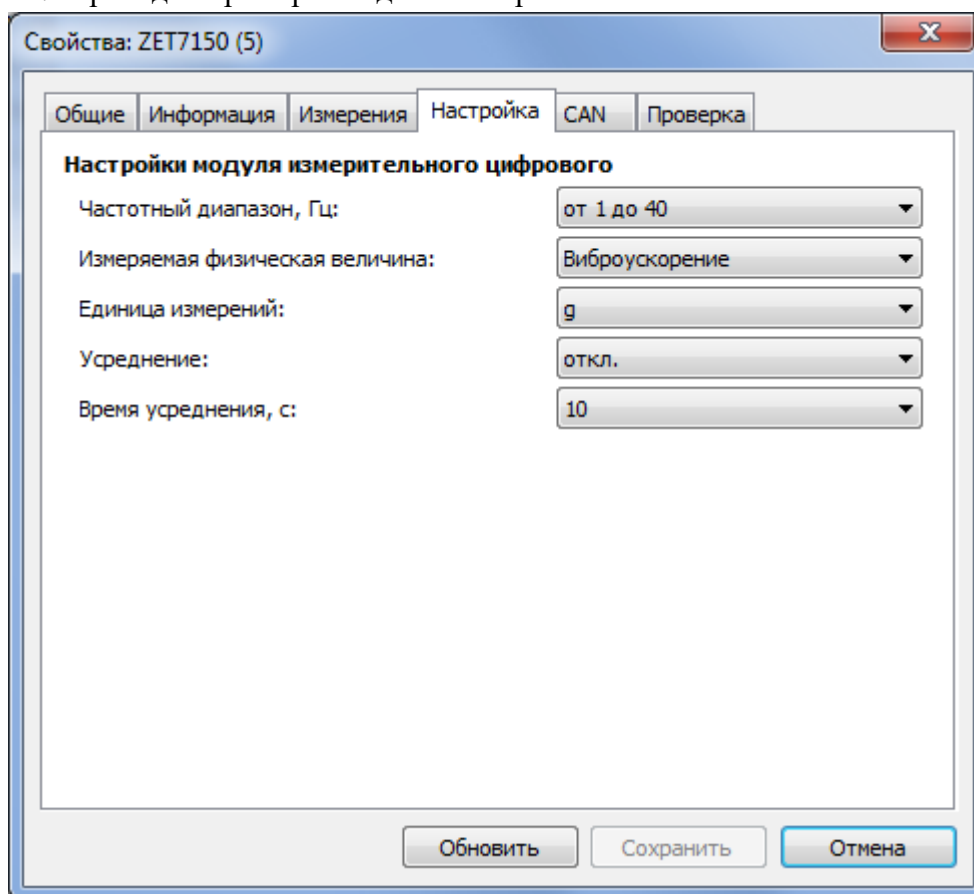 Свойства: ZET7150 (5)
Общие Информация Измерения Настройка CAN Проверка
Настройки модуля измерительного цифрового
Частотный диапазон, Гц: от 1 до 40
Измеряемая физическая величина: Виброускорение
Единица измерений: g
Усреднение: откл.
Время усреднения, с: 10
Обновить Сохранить Отмена